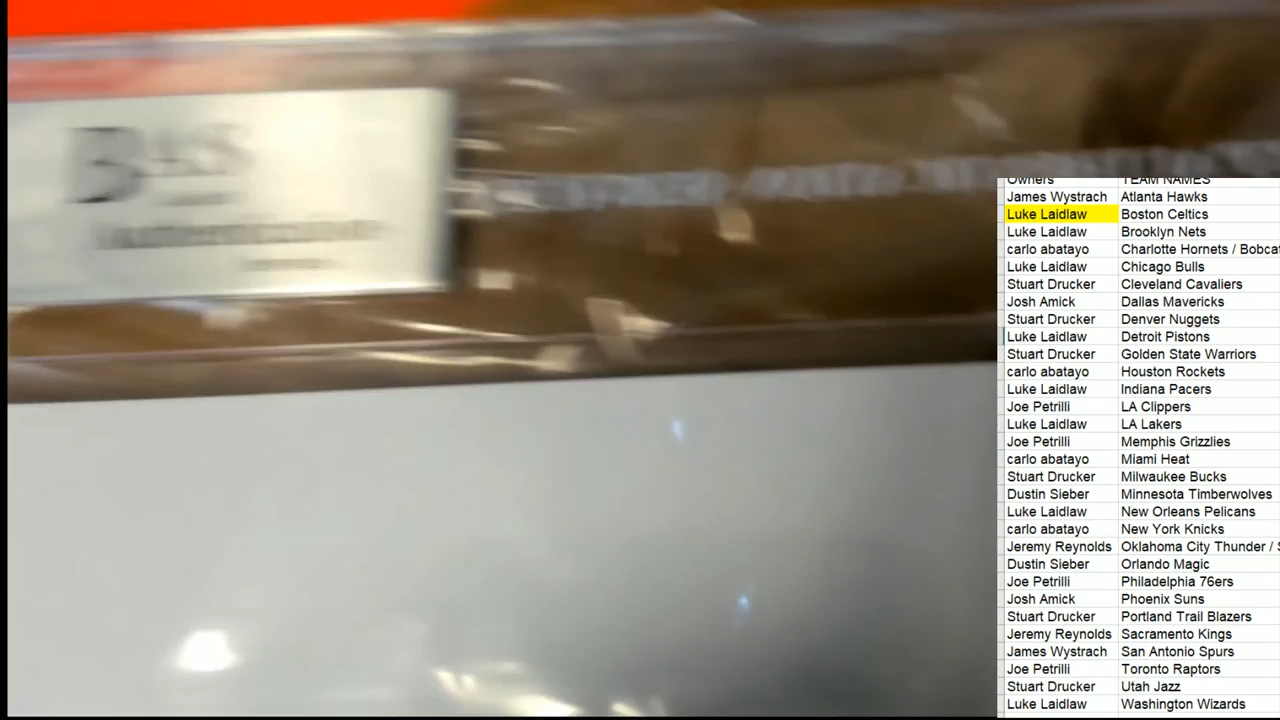 Owners TEAM NAMES
James Wystrach Atlanta Hawks
Luke Laidlaw Boston Celtics
Luke Laidlaw Brooklyn Nets
carlo abatayo Charlotte Hornets / Bobca
Luke Laidlaw Chicago Bulls
Stuart Drucker Cleveland Cavaliers
Josh Amick Dallas Mavericks
Stuart Drucker Denver Nuggets
Luke Laidlaw Detroit Pistons
Stuart Drucker Golden State Warriors
carlo abatayo Houston Rockets
Luke Laidlaw Indiana Pacers
Joe Petrilli LA Clippers
Luke Laidlaw LA Lakers
Joe Petrilli Memphis Grizzlies
carlo abatayo Miami Heat
Stuart Drucker Milwaukee Bucks
Dustin Sieber Minnesota Timberwolves
Luke Laidlaw New Orleans Pelicans
carlo abatayo New York Knicks
Jeremy Reynolds Oklahoma City Thunder /
Dustin Sieber Orlando Magic
Joe Petrilli Philadelphia 76ers
Josh Amick Phoenix Suns
Stuart Drucker Portland Trail Blazers
Jeremy Reynolds Sacramento Kings
James Wystrach San Antonio Spurs
Joe Petrilli Toronto Raptors
Stuart Drucker Utah Jazz
Luke Laidlaw Washington Wizards